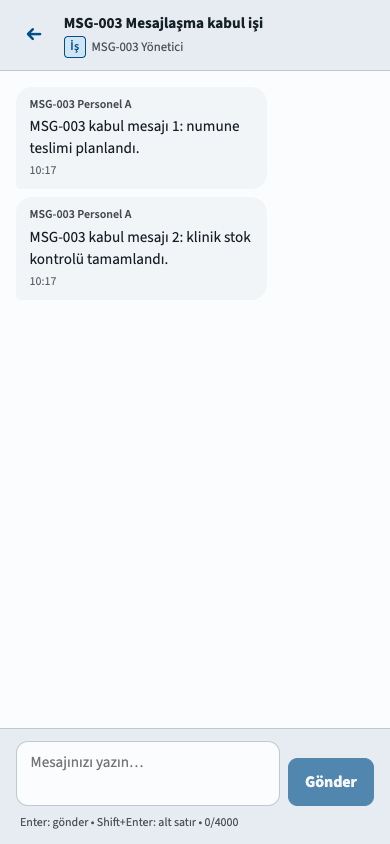 MSG-003 Mesajlaşma kabul işi
İş MSG-003 Yönetici
MSG-003 Personel A
MSG-003 kabul mesajı 1: numune
teslimi planlandı.
10:17
MSG-003 Personel A
MSG-003 kabul mesajı 2: klinik stok
kontrolü tamamlandı.
10:17
Mesajınızı yazın…
Gönder
Enter: gönder • Shift+Enter: alt satır • 0/4000